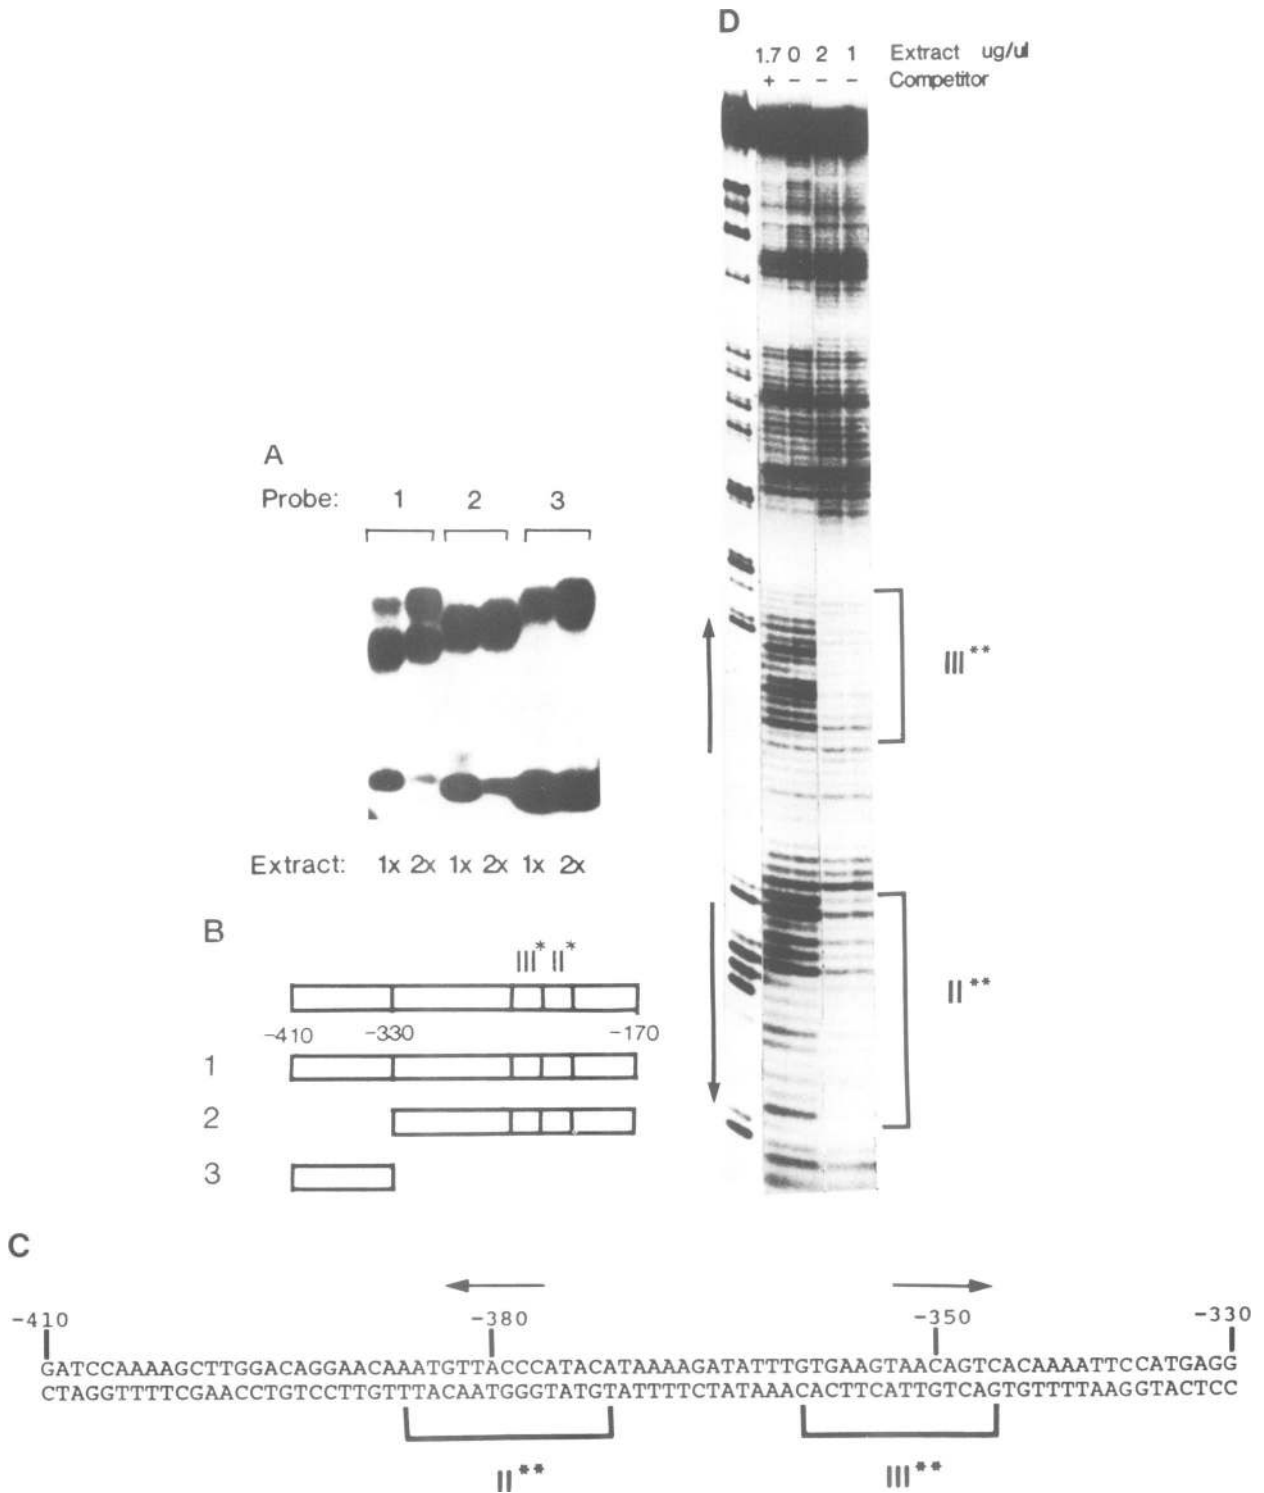 D
1.7 0 2 1 Extract ug/ul
+ − − − Competitor
A
Probe: 1 2 3
III**
Extract: 1x 2x 1x 2x 1x 2x
B
III* II*
−410 −330 −170
1
2
3
II**
C
−410 −380 −350 −330
GATCCAAAAGCTTGGACAGGAACAAATGTTACCCATACATAAAAGATATTTGTGAAGTAACAGTCACAAAATTCCATGAGG
CTAGGTTTTCGAACCTGTCCTTGTTTACAATGGGTATGTATTTTCTATAAACACTTCATTGTCAGTGTTTTAAGGTACTCC
II** III**